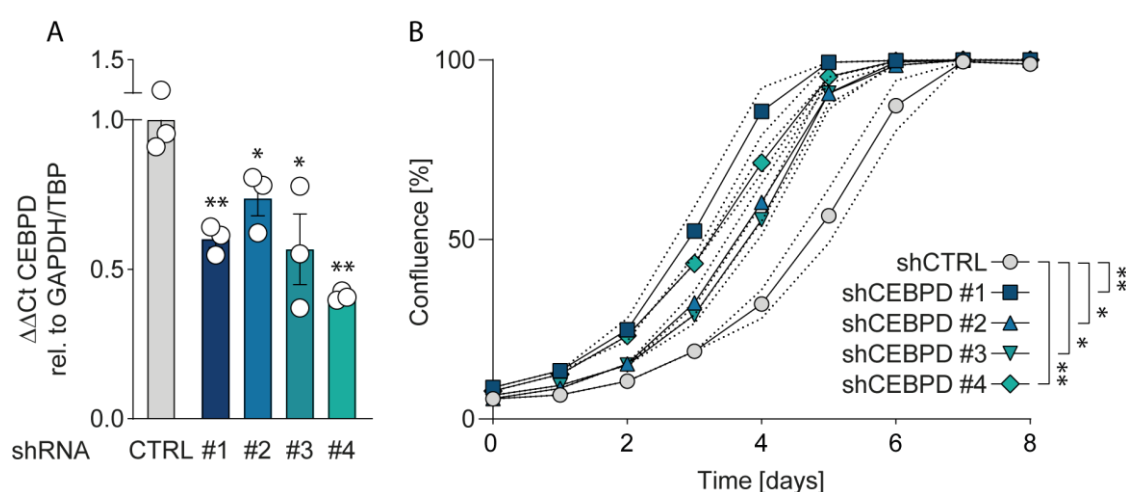 A
1.5
1.0
0.5
0.0
ΔΔCt CEBPD
rel. to GAPDH/TBP
**
*
*
**
shRNA CTRL #1 #2 #3 #4
B
100
50
0
Confluence [%]
0 2 4 6 8
Time [days]
shCTRL
shCEBPD #1
shCEBPD #2
shCEBPD #3
shCEBPD #4
**
*
*
**